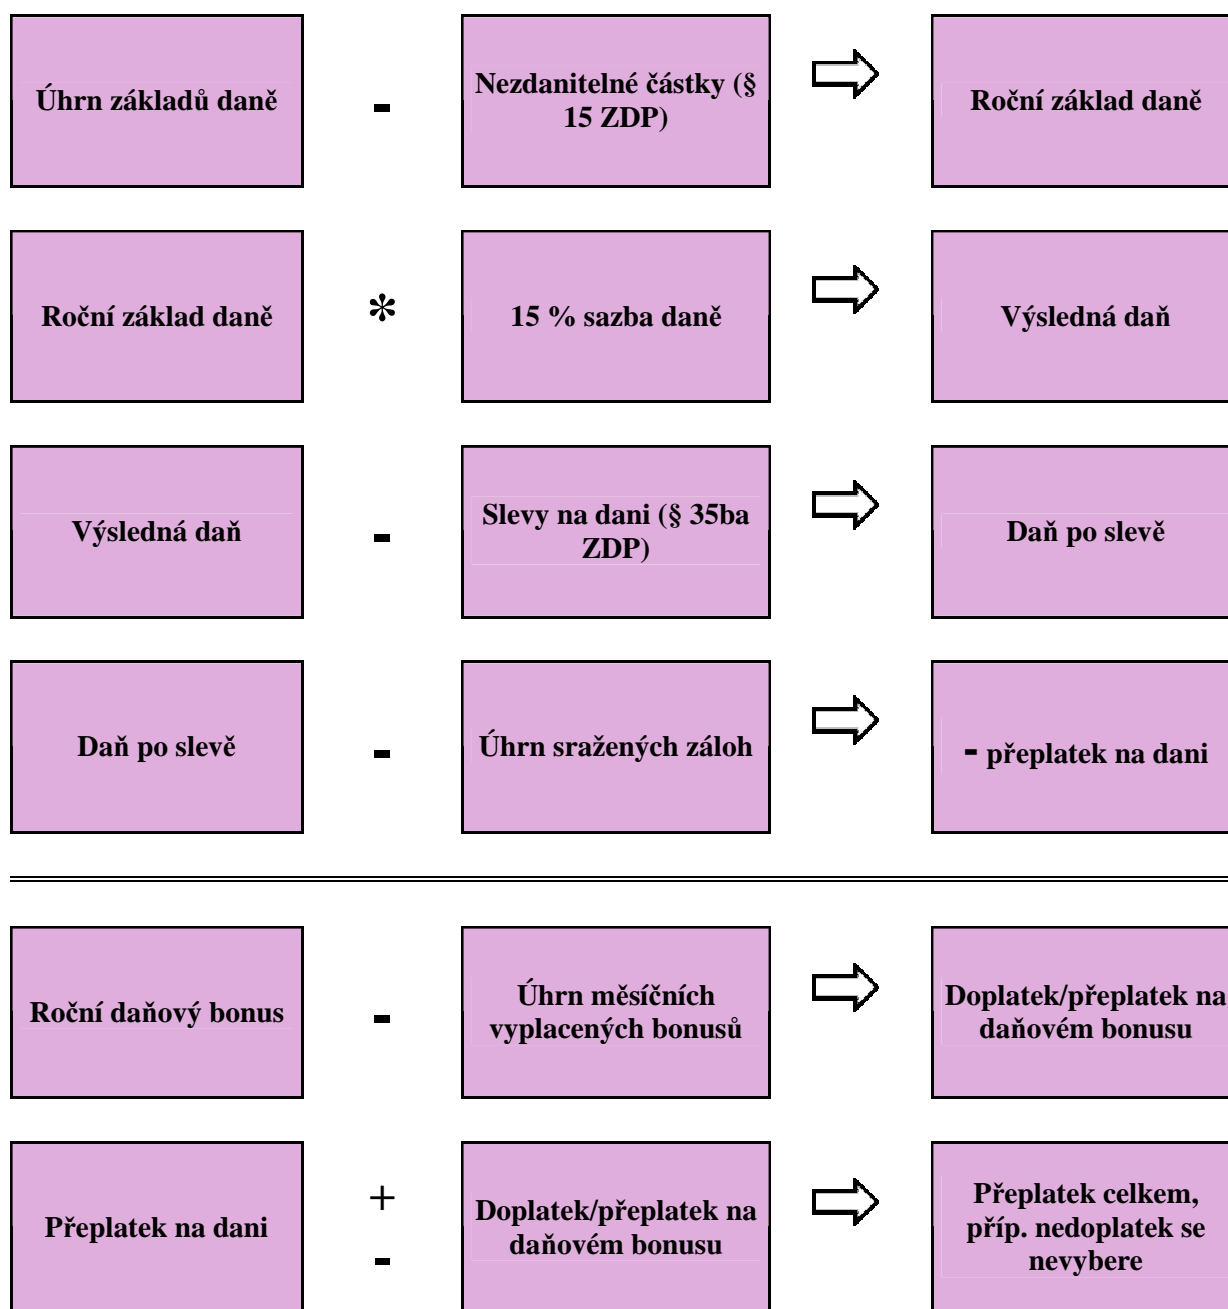 Úhrn základů daně
-
Nezdanitelné částky (§
15 ZDP)
Roční základ daně
Roční základ daně
*
15 % sazba daně
Výsledná daň
Výsledná daň
-
Slevy na dani (§ 35ba
ZDP)
Daň po slevě
Daň po slevě
-
Úhrn sražených záloh
- přeplatek na dani
Roční daňový bonus
-
Úhrn měsíčních
vyplacených bonusů
Doplatek/přeplatek na
daňovém bonusu
Přeplatek na dani
+
-
Doplatek/přeplatek na
daňovém bonusu
Přeplatek celkem,
příp. nedoplatek se
nevybere